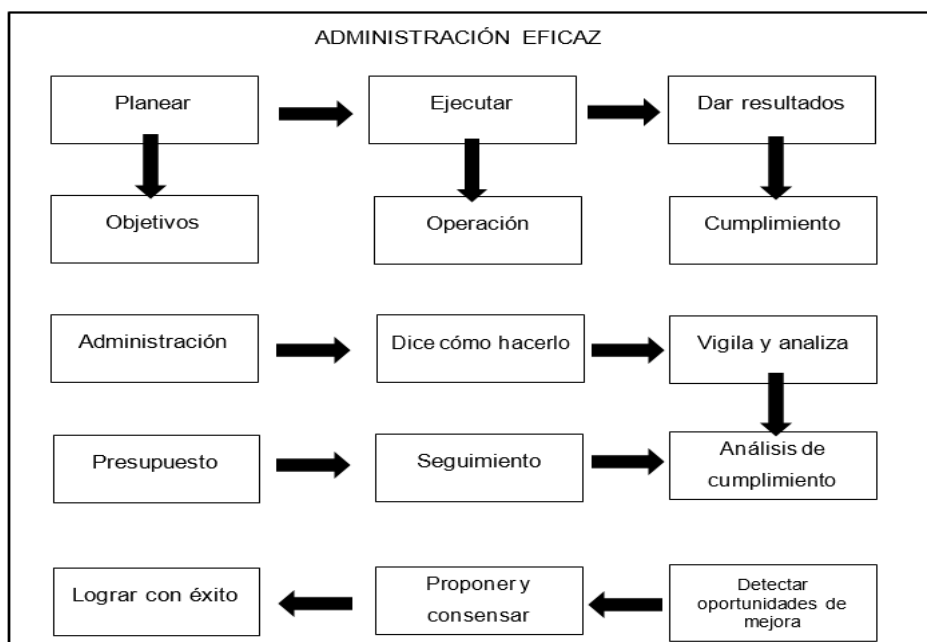 ADMINISTRACIÓN EFICAZ
Planear
Ejecutar
Dar resultados
Objetivos
Operación
Cumplimiento
Administración
Dice cómo hacerlo
Vigila y analiza
Presupuesto
Seguimiento
Análisis de
cumplimiento
Lograr con éxito
Proponer y
consensar
Detectar
oportunidades de
mejora